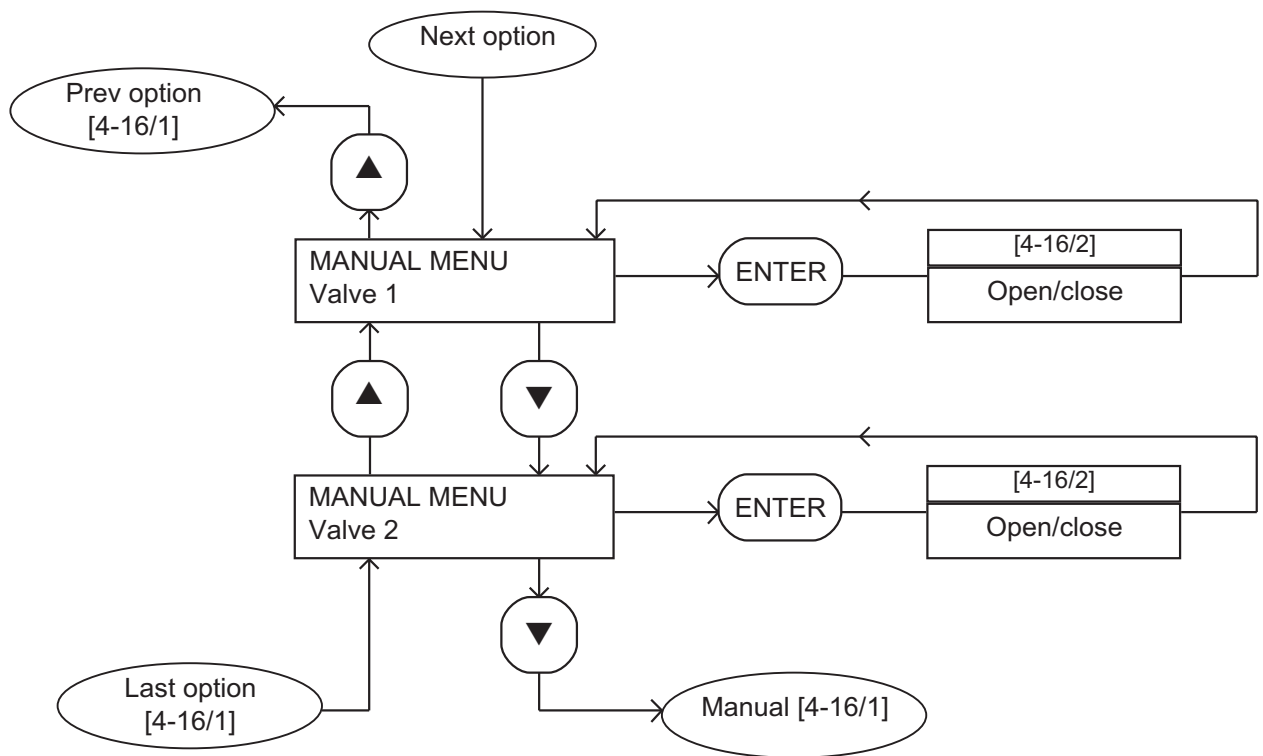 Next option
Prev option
[4-16/1]
MANUAL MENU
Valve 1
ENTER
[4-16/2]
Open/close
MANUAL MENU
Valve 2
ENTER
[4-16/2]
Open/close
Last option
[4-16/1]
Manual [4-16/1]